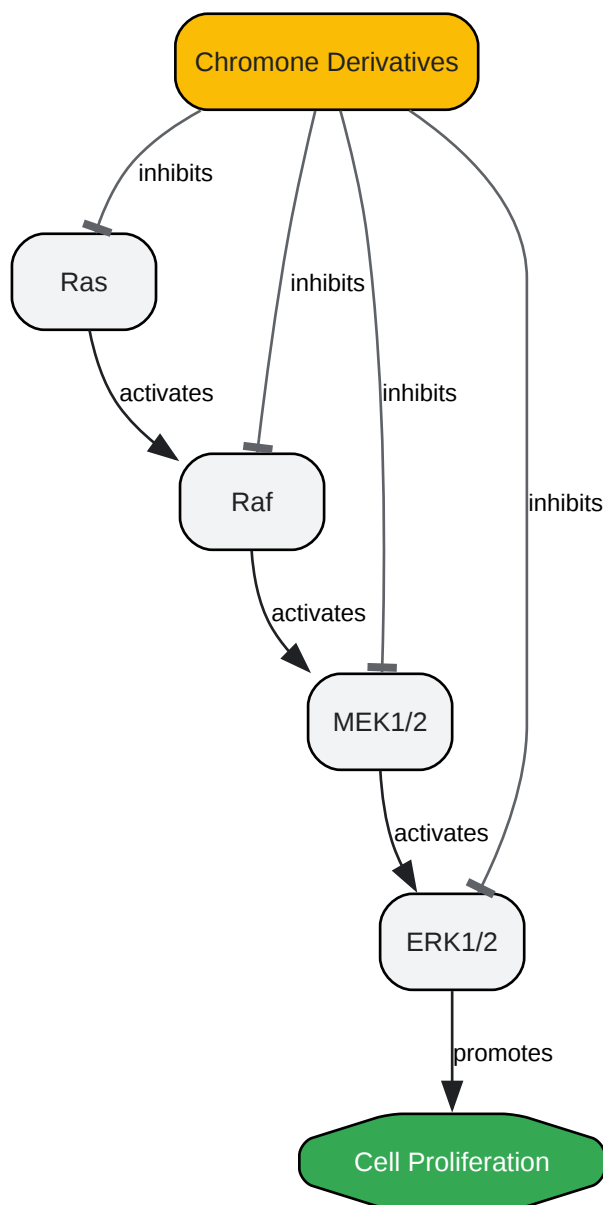 Chromone Derivatives
inhibits
Ras
inhibits
activates
inhibits
Raf
inhibits
activates
MEK1/2
activates
ERK1/2
promotes
Cell Proliferation